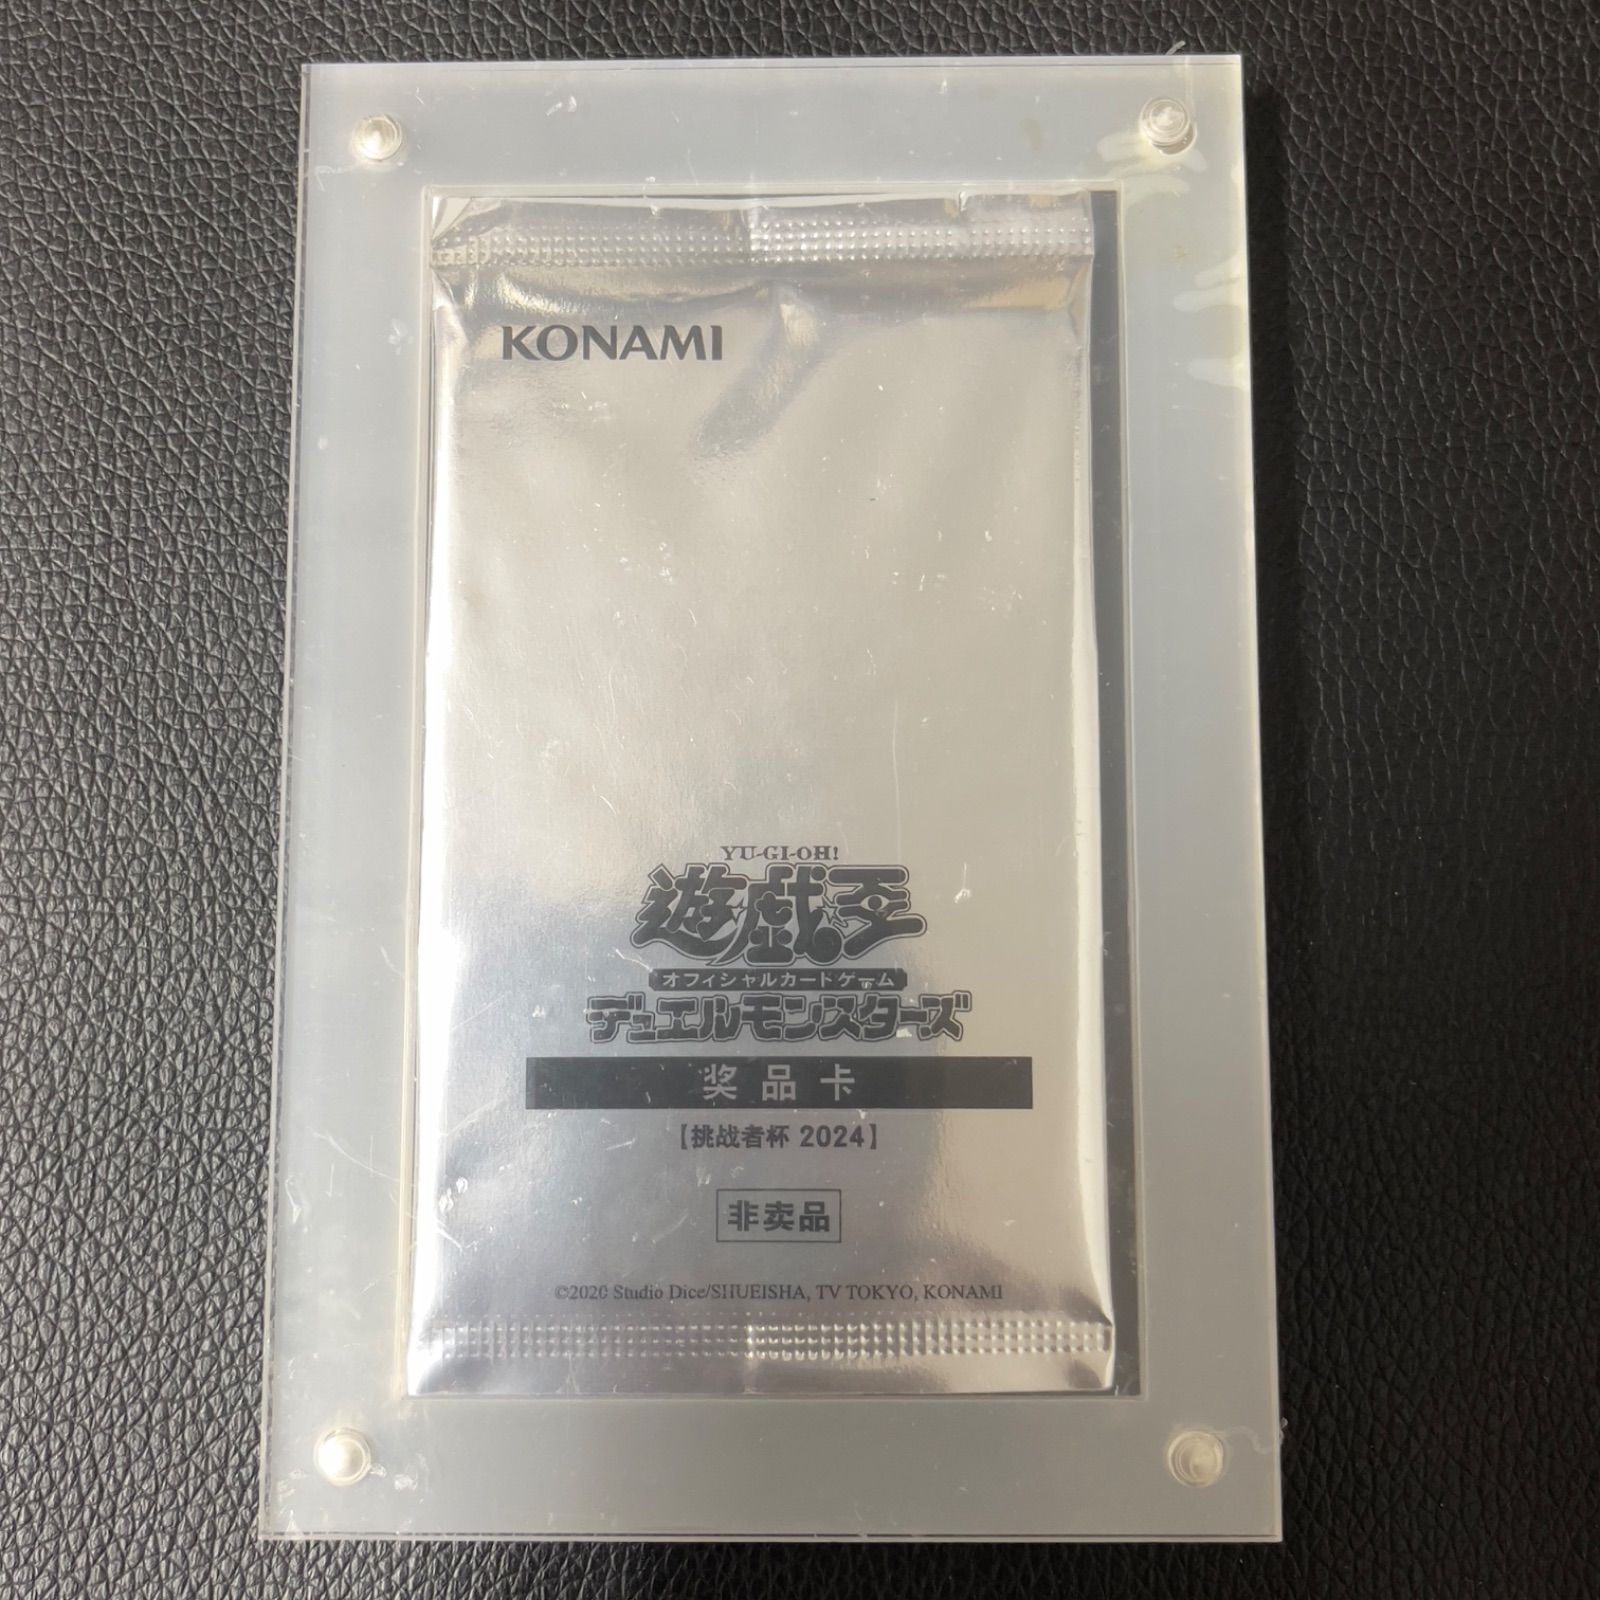 KONAMI
YU-GI-OH!
遊戯王
オフィシャルカードゲーム
デュエルモンスターズ
奖品卡
【挑战者杯 2024】
非卖品
©2020 Studio Dice/SHUEISHA, TV TOKYO, KONAMI